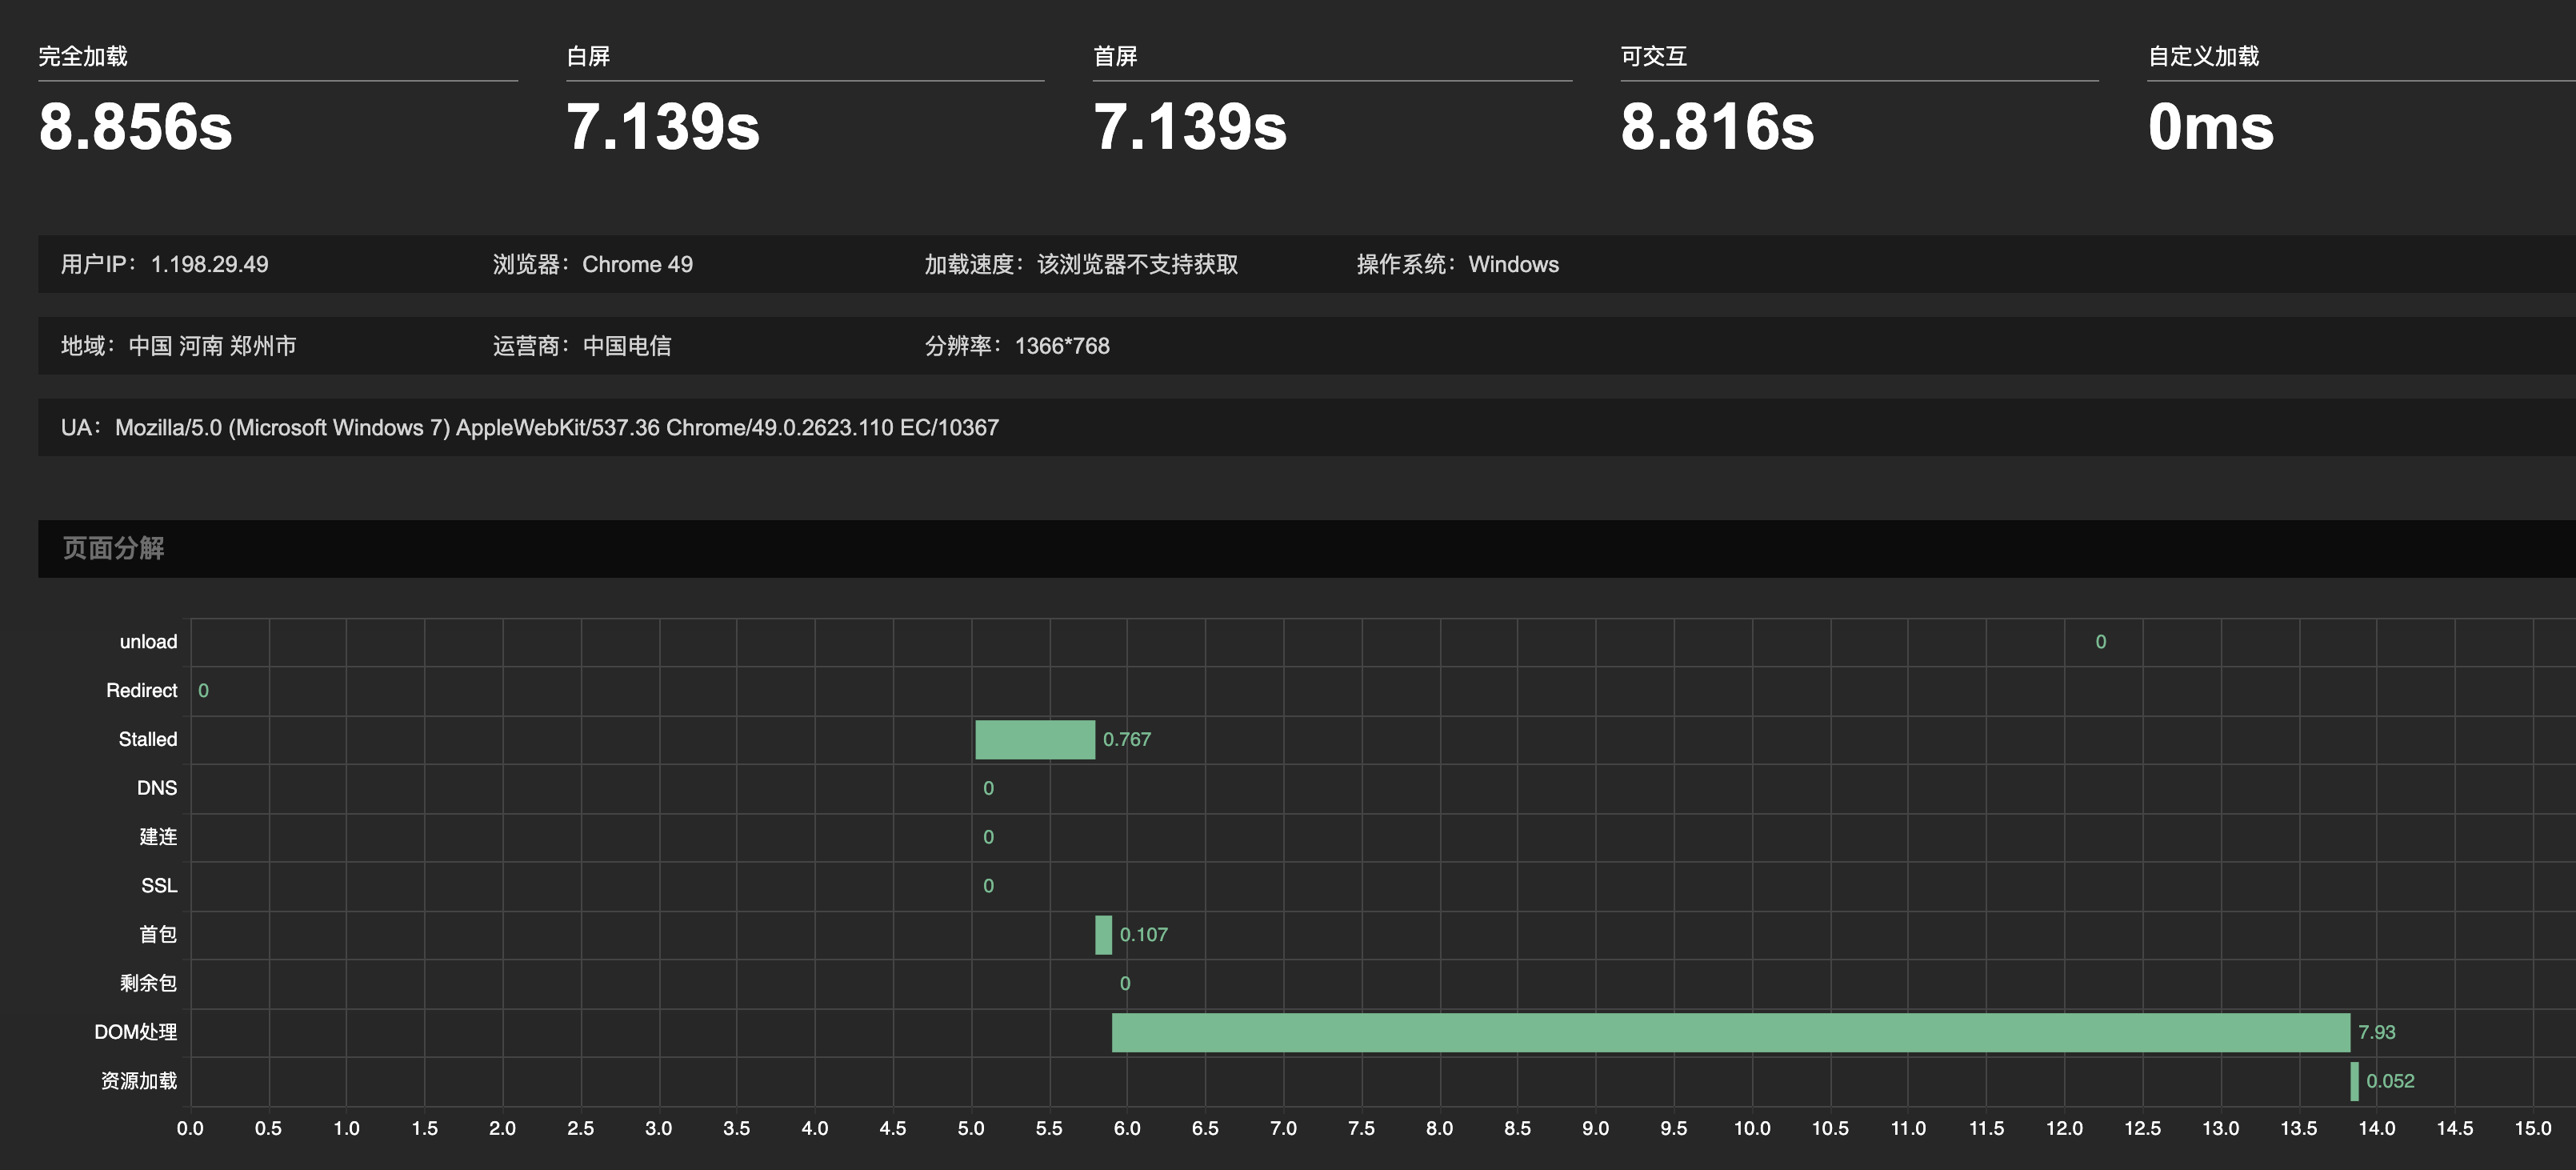 完全加载 白屏 首屏 可交互 自定义加载
8.856s 7.139s 7.139s 8.816s 0ms
用户IP：1.198.29.49 浏览器：Chrome 49 加载速度：该浏览器不支持获取 操作系统：Windows
地域：中国 河南 郑州市 运营商：中国电信 分辨率：1366*768
UA：Mozilla/5.0 (Microsoft Windows 7) AppleWebKit/537.36 Chrome/49.0.2623.110 EC/10367
页面分解
unload 0
Redirect 0
Stalled 0.767
DNS 0
建连 0
SSL 0
首包 0.107
剩余包 0
DOM处理 7.93
资源加载 0.052
0.0 0.5 1.0 1.5 2.0 2.5 3.0 3.5 4.0 4.5 5.0 5.5 6.0 6.5 7.0 7.5 8.0 8.5 9.0 9.5 10.0 10.5 11.0 11.5 12.0 12.5 13.0 13.5 14.0 14.5 15.0